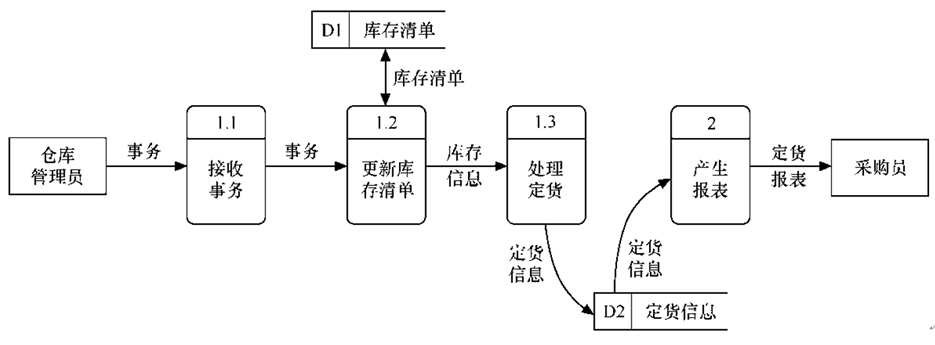 D1 库存清单
库存清单
仓库
管理员
事务
1.1
接收
事务
事务
1.2
更新库
存清单
库存
信息
1.3
处理
定货
定货
信息
D2 定货信息
定货
信息
2
产生
报表
定货
报表
采购员